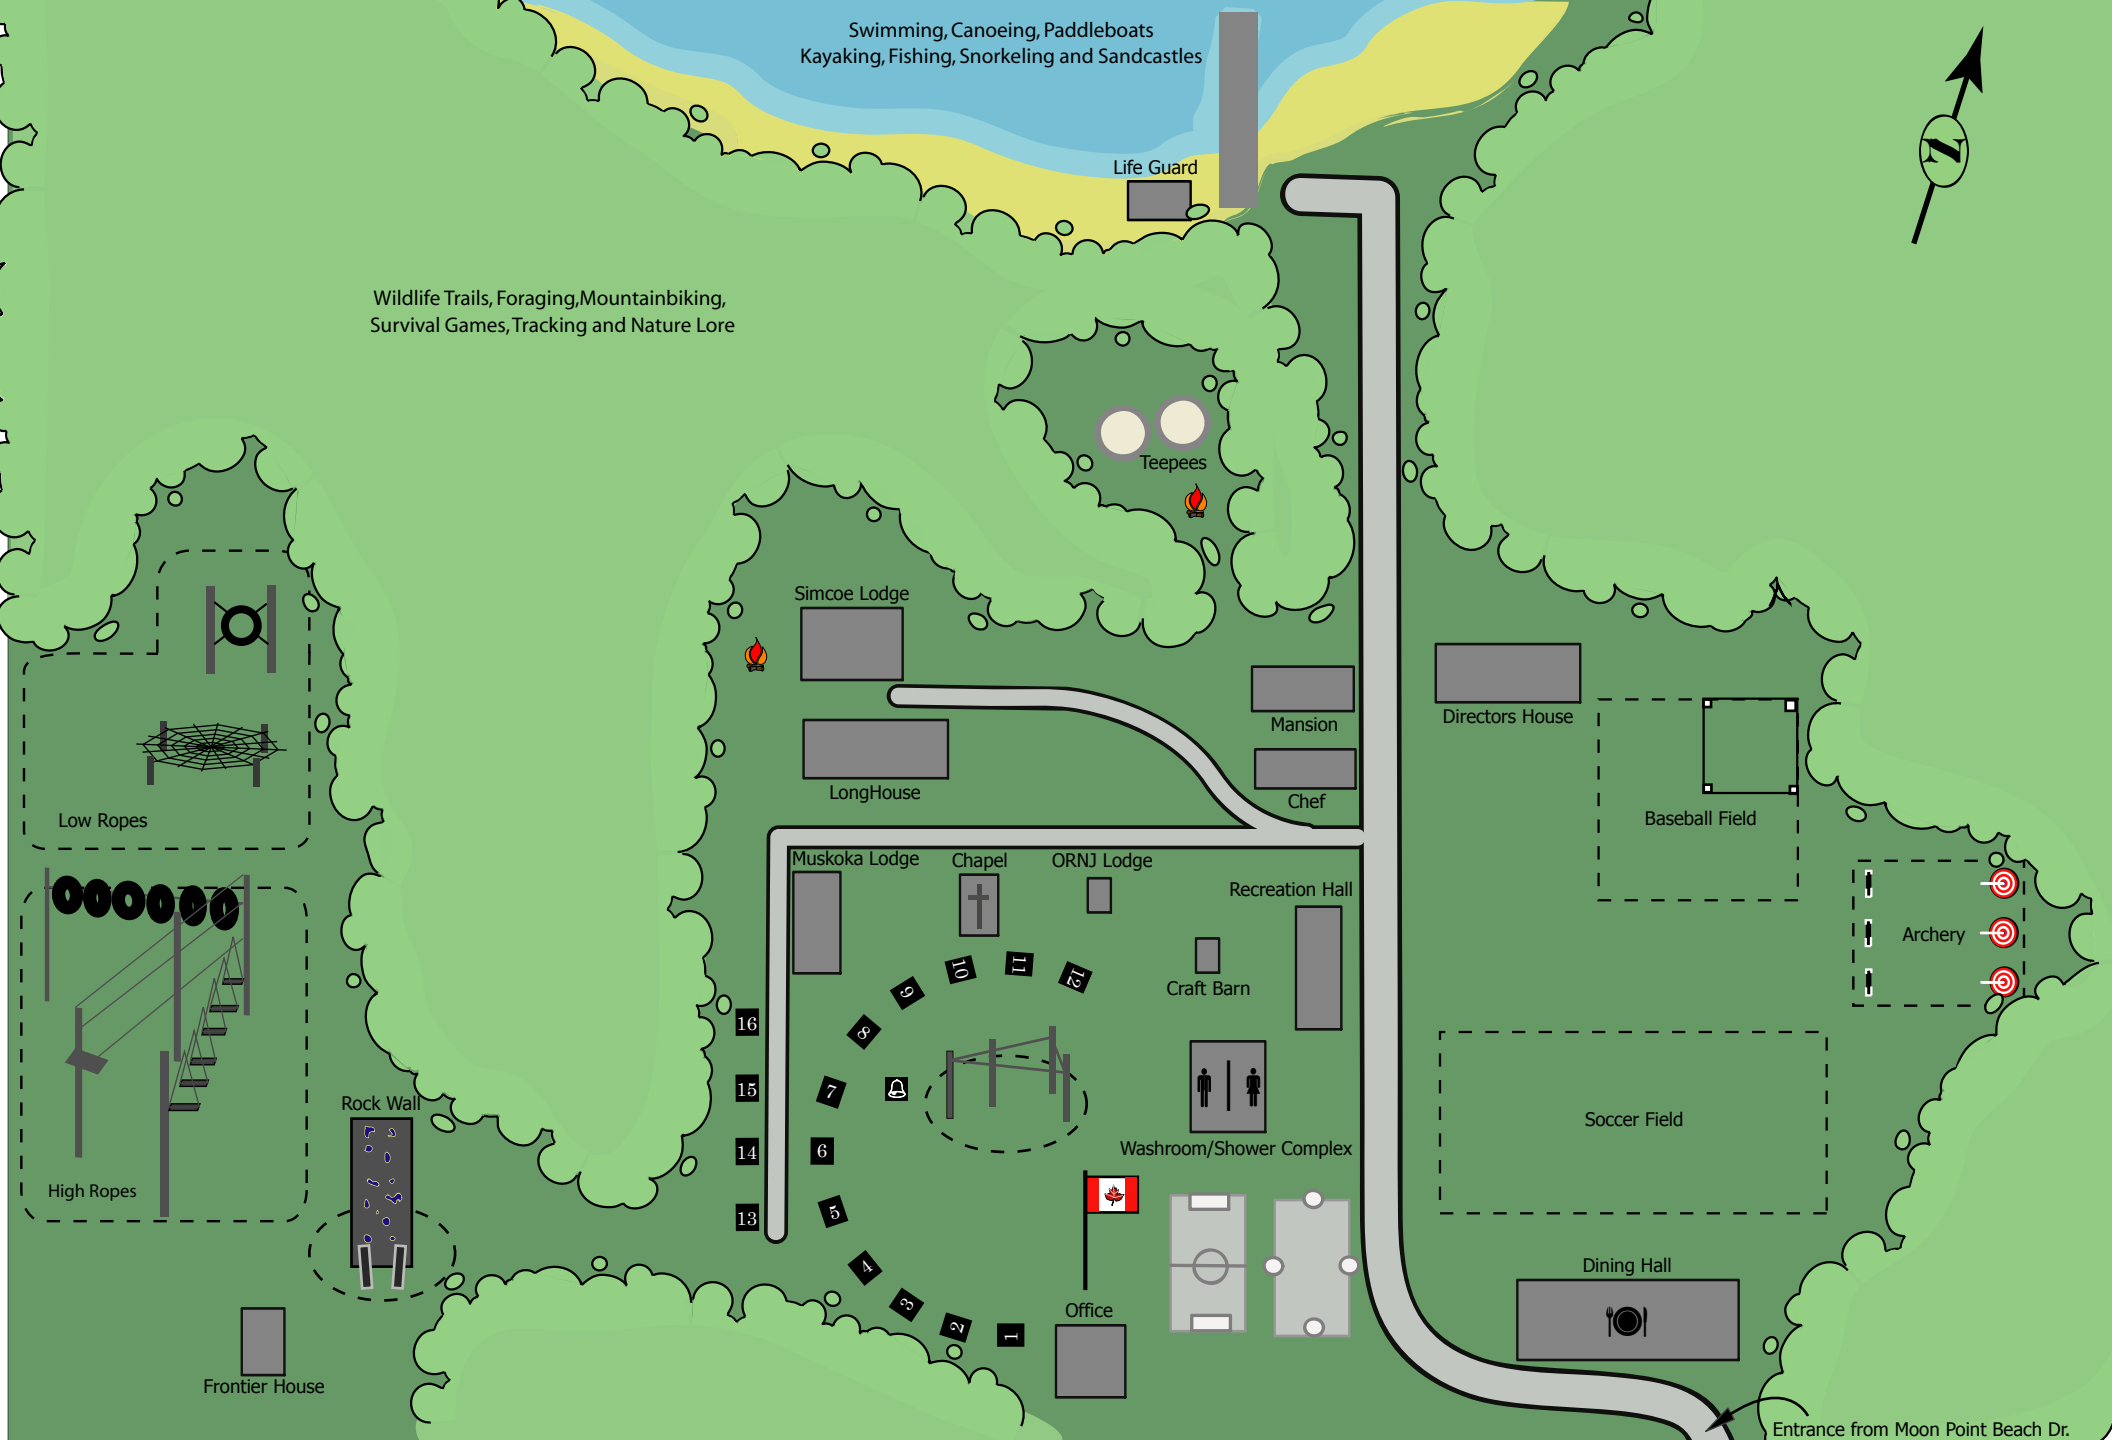 Swimming, Canoeing, Paddleboats
Kayaking, Fishing, Snorkeling and Sandcastles
Life Guard
N
Wildlife Trails, Foraging,Mountainbiking,
Survival Games, Tracking and Nature Lore
Teepees
Simcoe Lodge
Mansion
Directors House
LongHouse
Chef
Low Ropes
Baseball Field
Muskoka Lodge
Chapel
ORNJ Lodge
Recreation Hall
Archery
Craft Barn
10
11
12
9
16
8
15
7
Rock Wall
Soccer Field
14
6
Washroom/Shower Complex
High Ropes
13
5
4
Dining Hall
3
2
1
Office
Frontier House
Entrance from Moon Point Beach Dr.